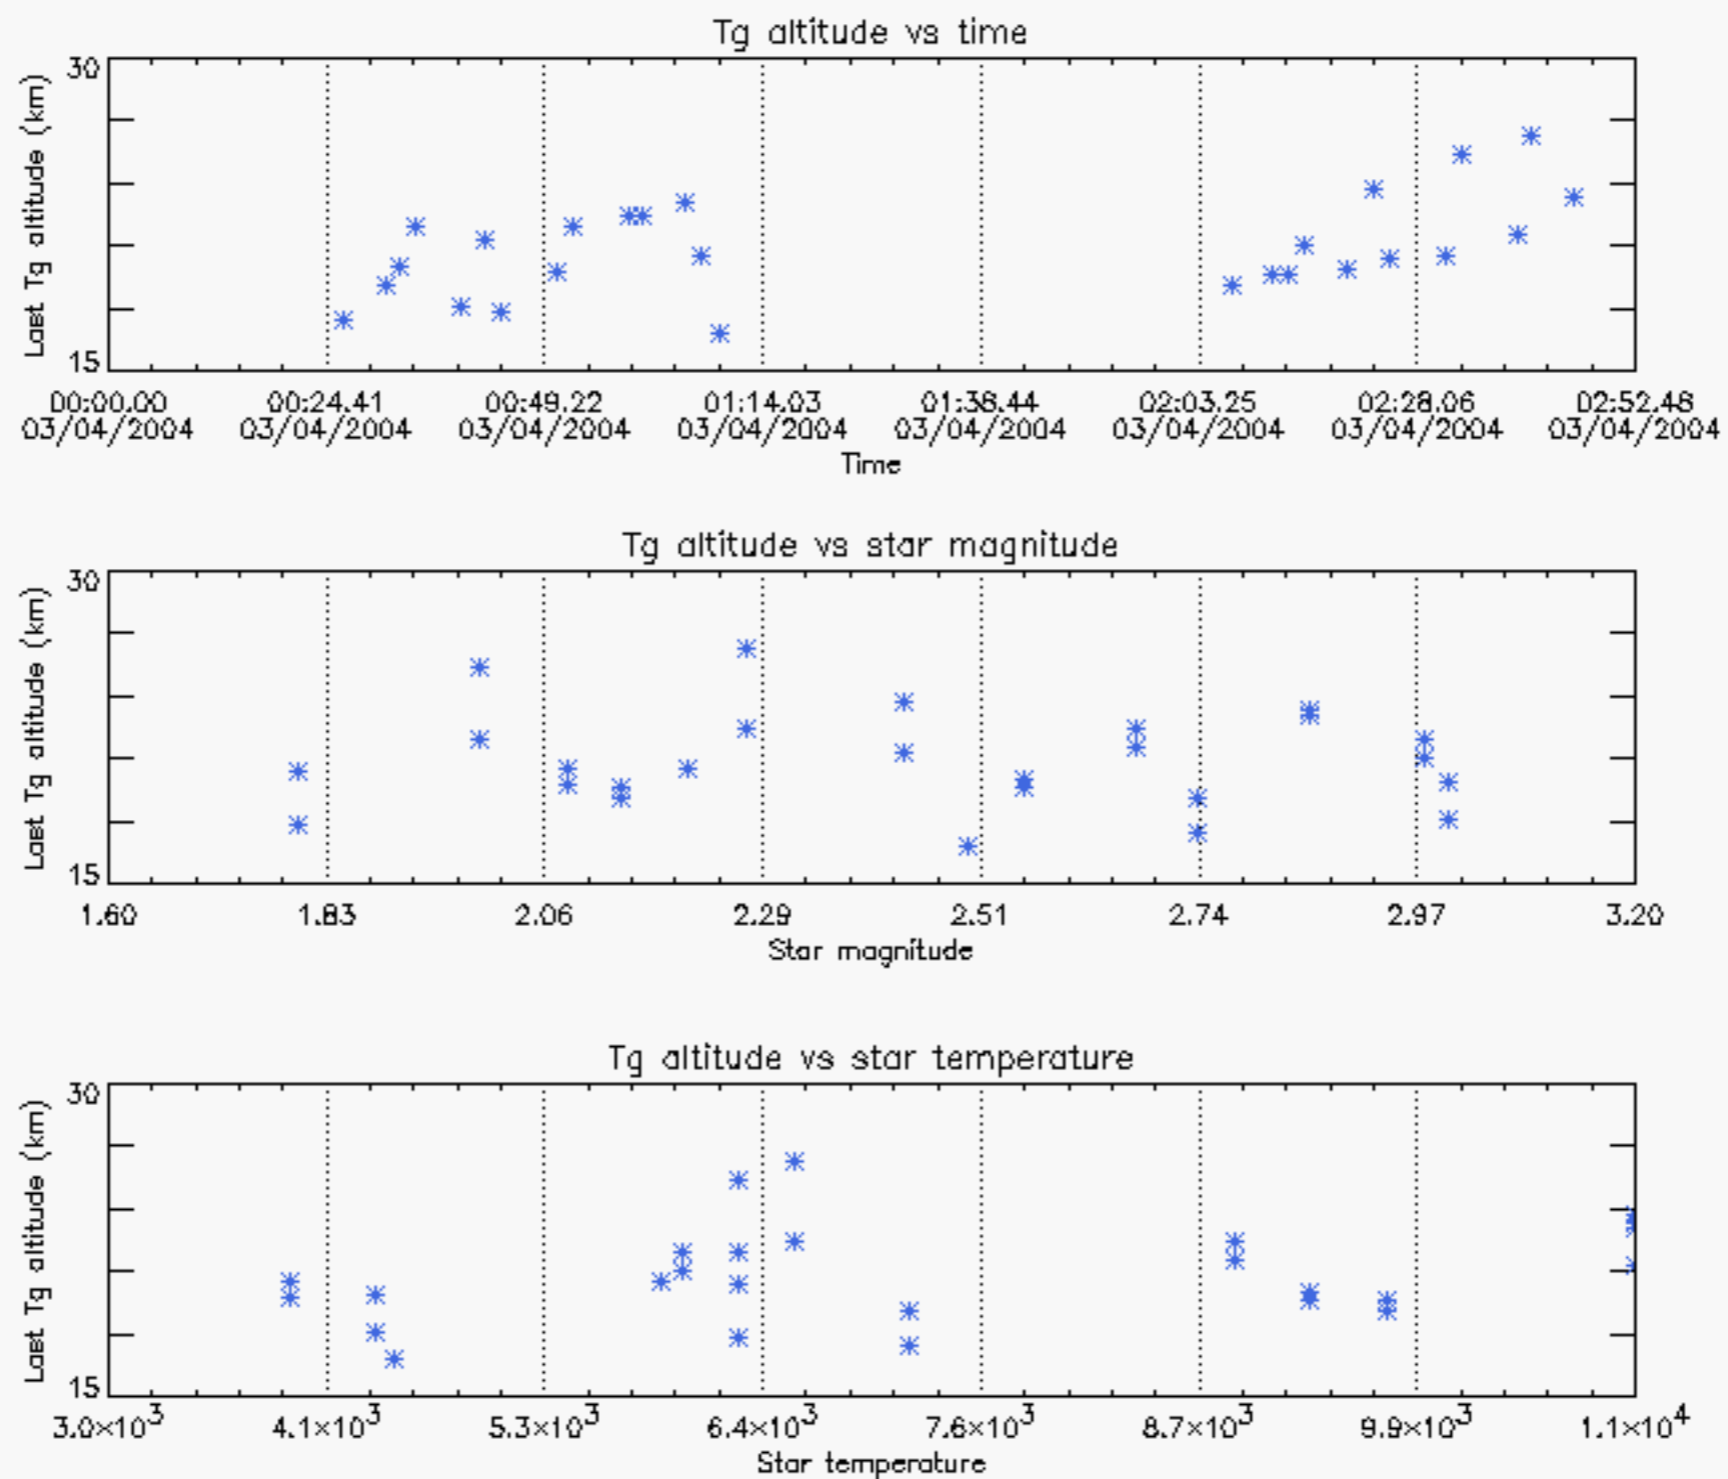 Tg altitude vs time
Last Tg altitude (km)
30
15
00:00.00 00:24.41 00:49.22 01:14.03 01:38.44 02:03.25 02:28.06 02:52.48
03/04/2004 03/04/2004 03/04/2004 03/04/2004 03/04/2004 03/04/2004 03/04/2004 03/04/2004
Time
Tg altitude vs star magnitude
Last Tg altitude (km)
30
15
1.60 1.83 2.06 2.29 2.51 2.74 2.97 3.20
Star magnitude
Tg altitude vs star temperature
Last Tg altitude (km)
30
15
3.0×10³ 4.1×10³ 5.3×10³ 6.4×10³ 7.6×10³ 8.7×10³ 9.9×10³ 1.1×10⁴
Star temperature